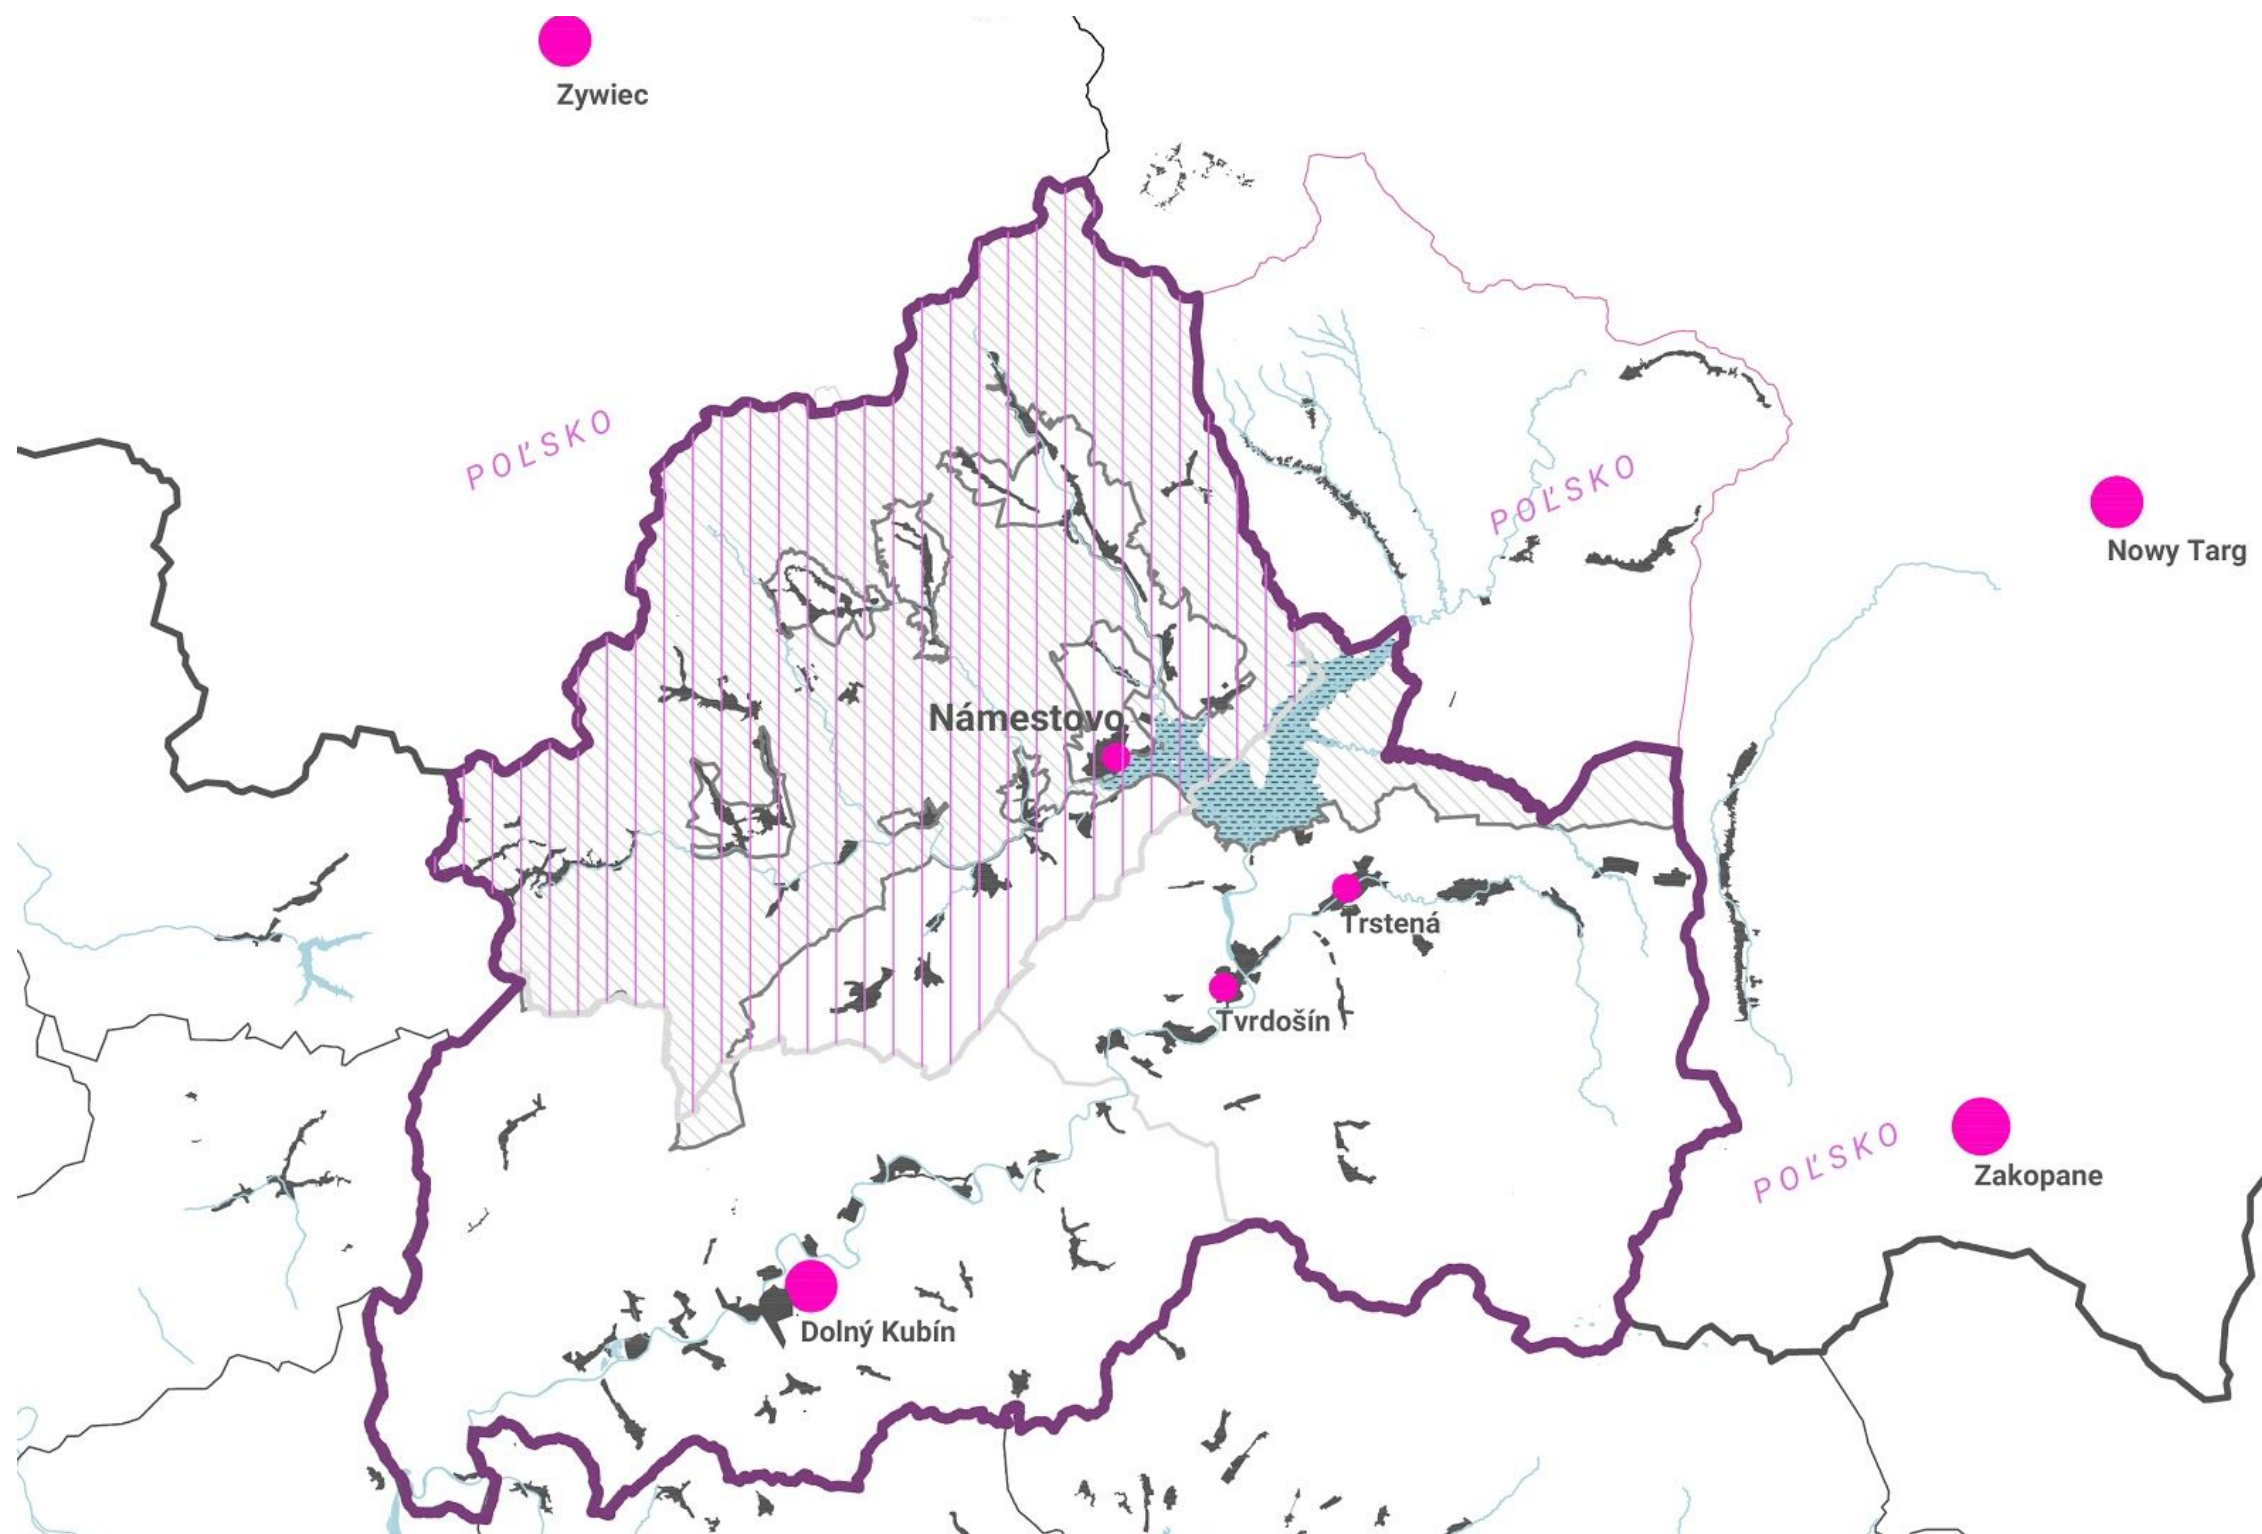 Zywiec
POĽSKO
POĽSKO
Nowy Targ
Námestovo
Trstená
Tvrdošín
POĽSKO
Zakopane
Dolný Kubín